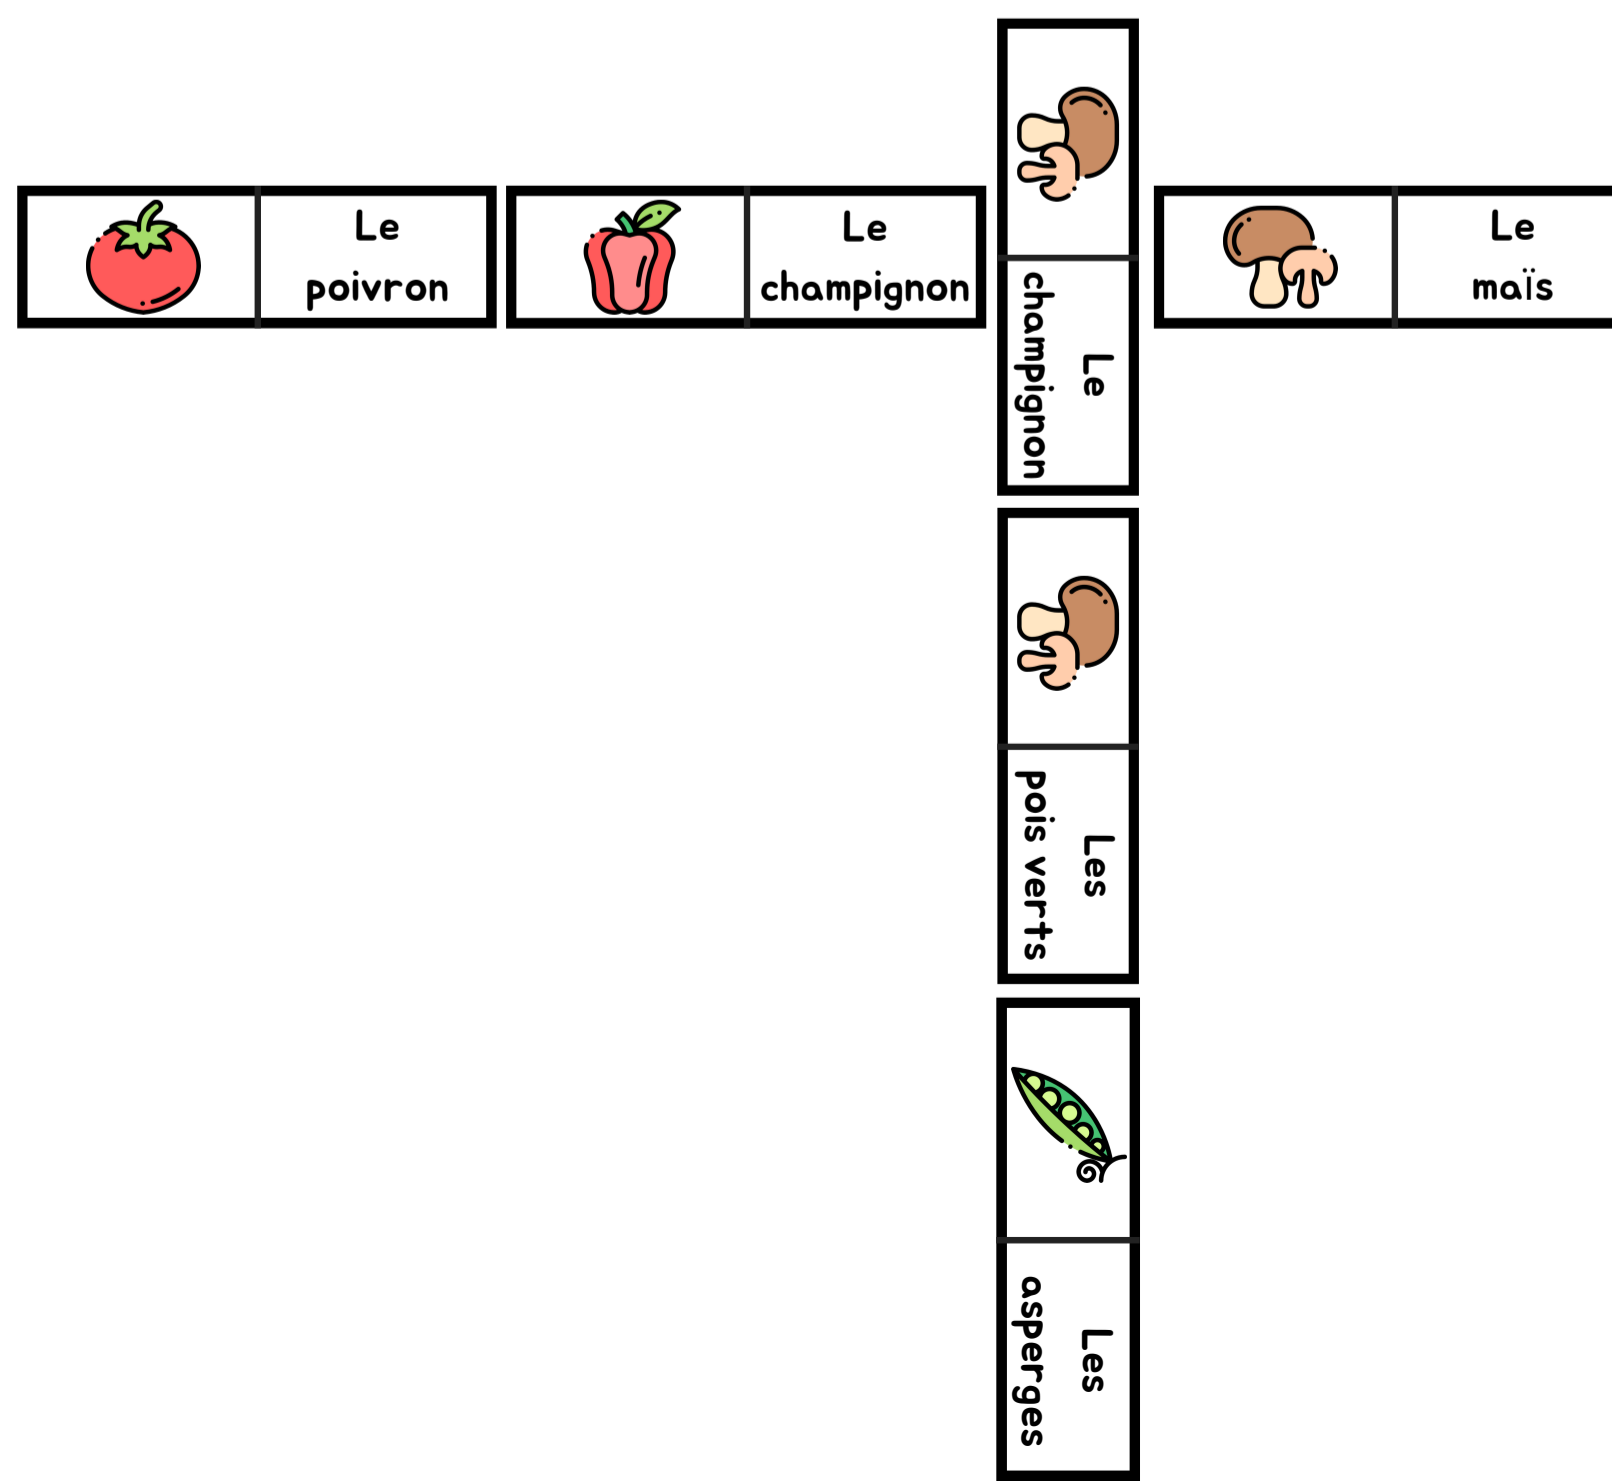 Le
poivron
Le
champignon
Le
champignon
Le
maïs
Les
pois verts
Les
asperges